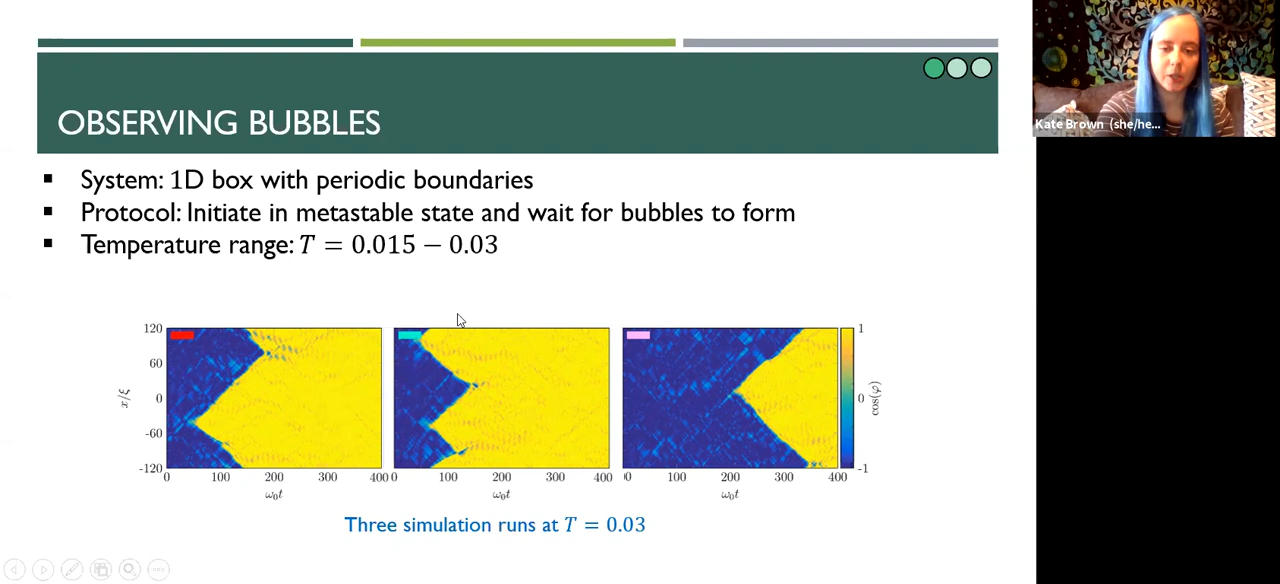 OBSERVING BUBBLES
Kate Brown (she/he...
▪ System: 1D box with periodic boundaries
▪ Protocol: Initiate in metastable state and wait for bubbles to form
▪ Temperature range: T = 0.015 − 0.03
120
60
0
-60
-120
x/ξ
0 100 200 300 400
ω₀t
0 100 200 300 400
ω₀t
0 100 200 300 400
ω₀t
1
0
-1
cos(φ)
Three simulation runs at T = 0.03